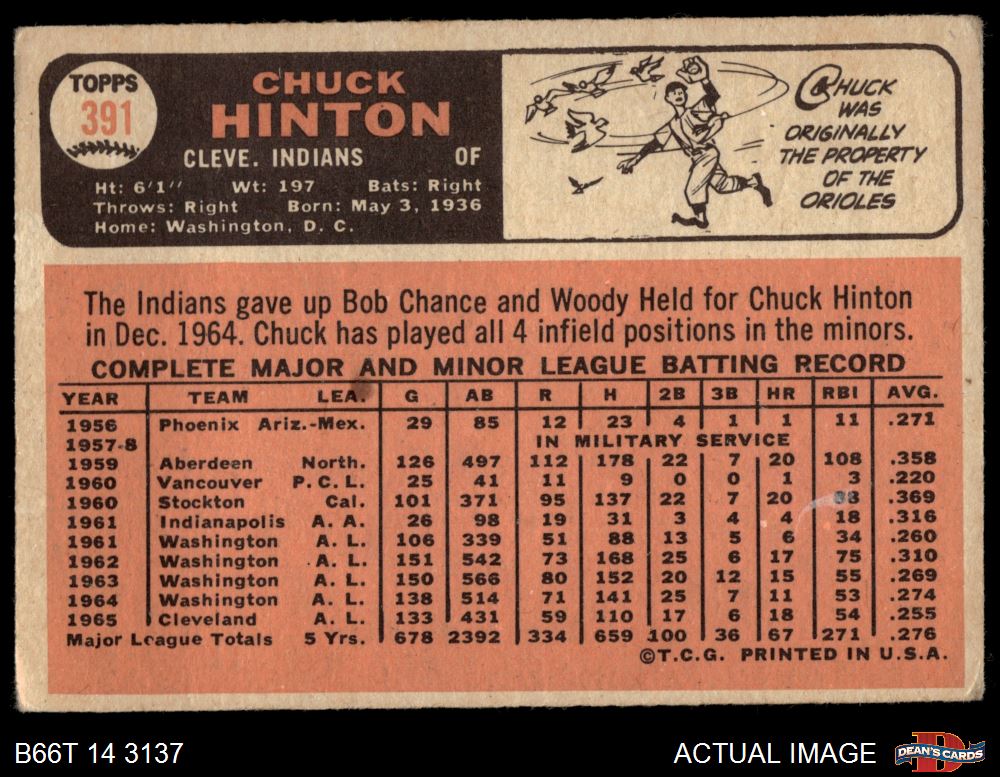 TOPPS
391
CHUCK
HINTON
CLEVE. INDIANS OF
Ht: 6'1" Wt: 197 Bats: Right
Throws: Right Born: May 3, 1936
Home: Washington, D. C.
CHUCK
WAS
ORIGINALLY
THE PROPERTY
OF THE
ORIOLES
The Indians gave up Bob Chance and Woody Held for Chuck Hinton
in Dec. 1964. Chuck has played all 4 infield positions in the minors.
COMPLETE MAJOR AND MINOR LEAGUE BATTING RECORD
YEAR TEAM LEA. G AB R H 2B 3B HR RBI AVG.
1956 Phoenix Ariz.-Mex. 29 85 12 23 4 1 1 11 .271
1957-8 IN MILITARY SERVICE
1959 Aberdeen North. 126 497 112 178 22 7 20 108 .358
1960 Vancouver P.C.L. 25 41 11 9 0 0 1 3 .220
1960 Stockton Cal. 101 371 95 137 22 7 20 .369
1961 Indianapolis A. A. 26 98 19 31 3 4 4 18 .316
1961 Washington A. L. 106 339 51 88 13 5 6 34 .260
1962 Washington A. L. 151 542 73 168 25 6 17 75 .310
1963 Washington A. L. 150 566 80 152 20 12 15 55 .269
1964 Washington A. L. 138 514 71 141 25 7 11 53 .274
1965 Cleveland A. L. 133 431 59 110 17 6 18 54 .255
Major League Totals 5 Yrs. 678 2392 334 659 100 36 67 271 .276
©T.C.G. PRINTED IN U.S.A.
B66T 14 3137 ACTUAL IMAGE DEAN'S CARDS